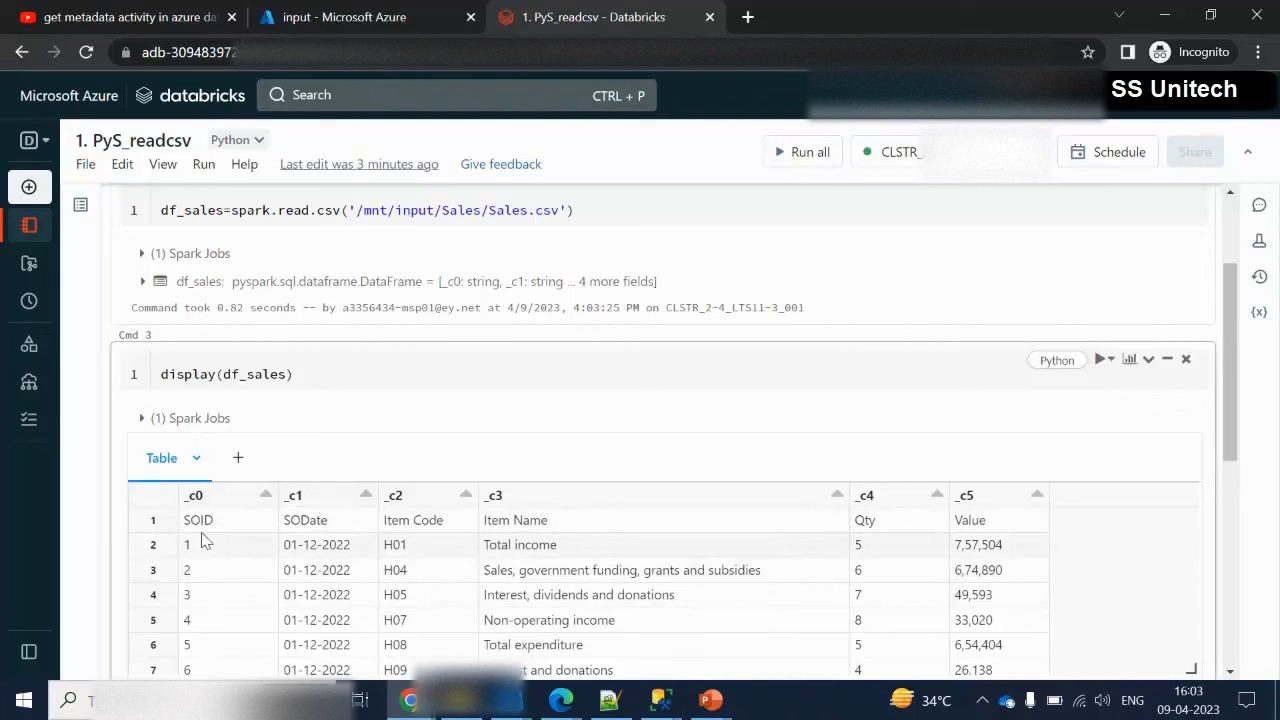 get metadata activity in azure da
input - Microsoft Azure
1. PyS_readcsv - Databricks
adb-309483972
Incognito
Microsoft Azure
databricks
Search
CTRL + P
SS Unitech
D
1. PyS_readcsv
Python
File
Edit
View
Run
Help
Last edit was 3 minutes ago
Give feedback
Run all
CLSTR_
Schedule
Share
1 df_sales=spark.read.csv('/mnt/input/Sales/Sales.csv')
(1) Spark Jobs
df_sales: pyspark.sql.dataframe.DataFrame = [_c0: string, _c1: string ... 4 more fields]
Command took 0.82 seconds -- by a3356434-msp01@ey.net at 4/9/2023, 4:03:25 PM on CLSTR_2-4_LTS11-3_001
Cmd 3
Python
1 display(df_sales)
(1) Spark Jobs
Table
_c0 _c1 _c2 _c3 _c4 _c5
1 SOID SODate Item Code Item Name Qty Value
2 1 01-12-2022 H01 Total income 5 7,57,504
3 2 01-12-2022 H04 Sales, government funding, grants and subsidies 6 6,74,890
4 3 01-12-2022 H05 Interest, dividends and donations 7 49,593
5 4 01-12-2022 H07 Non-operating income 8 33,020
6 5 01-12-2022 H08 Total expenditure 5 6,54,404
7 6 01-12-2022 H09 and donations 4 26,138
T
34°C
ENG
16:03
09-04-2023